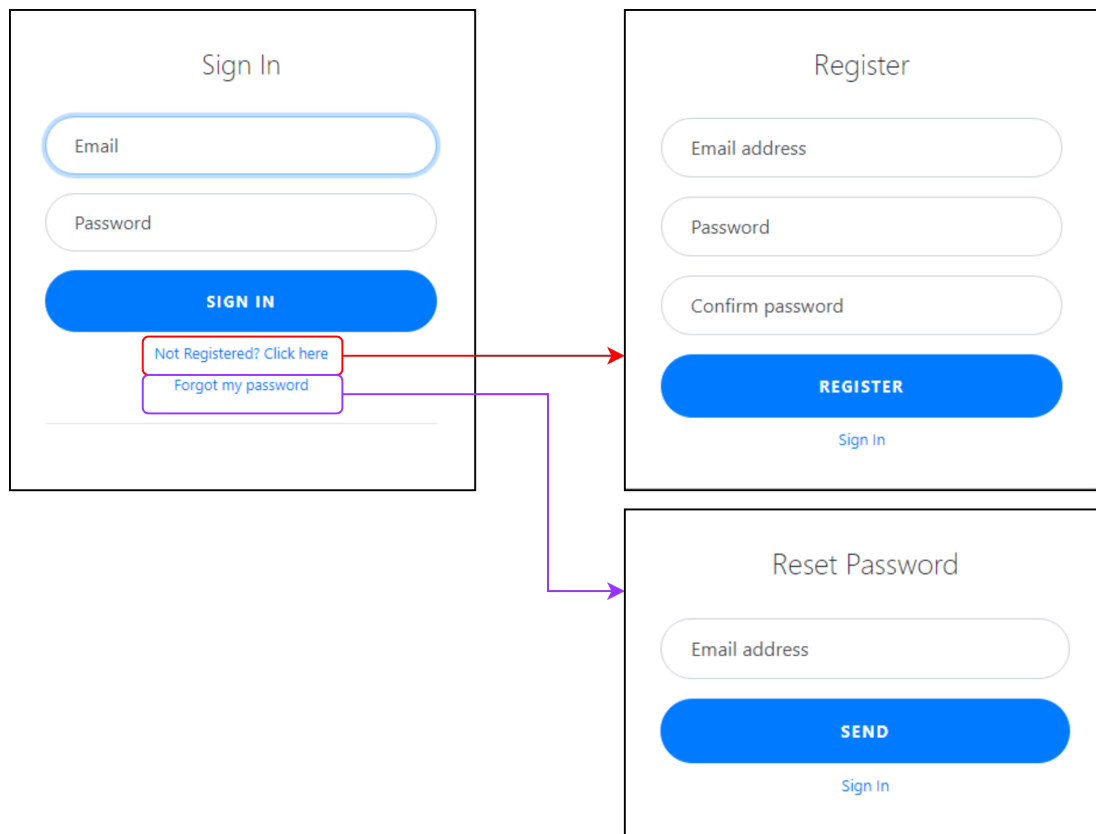 Sign In
Email
Password
SIGN IN
Not Registered? Click here
Forgot my password
Register
Email address
Password
Confirm password
REGISTER
Sign In
Reset Password
Email address
SEND
Sign In